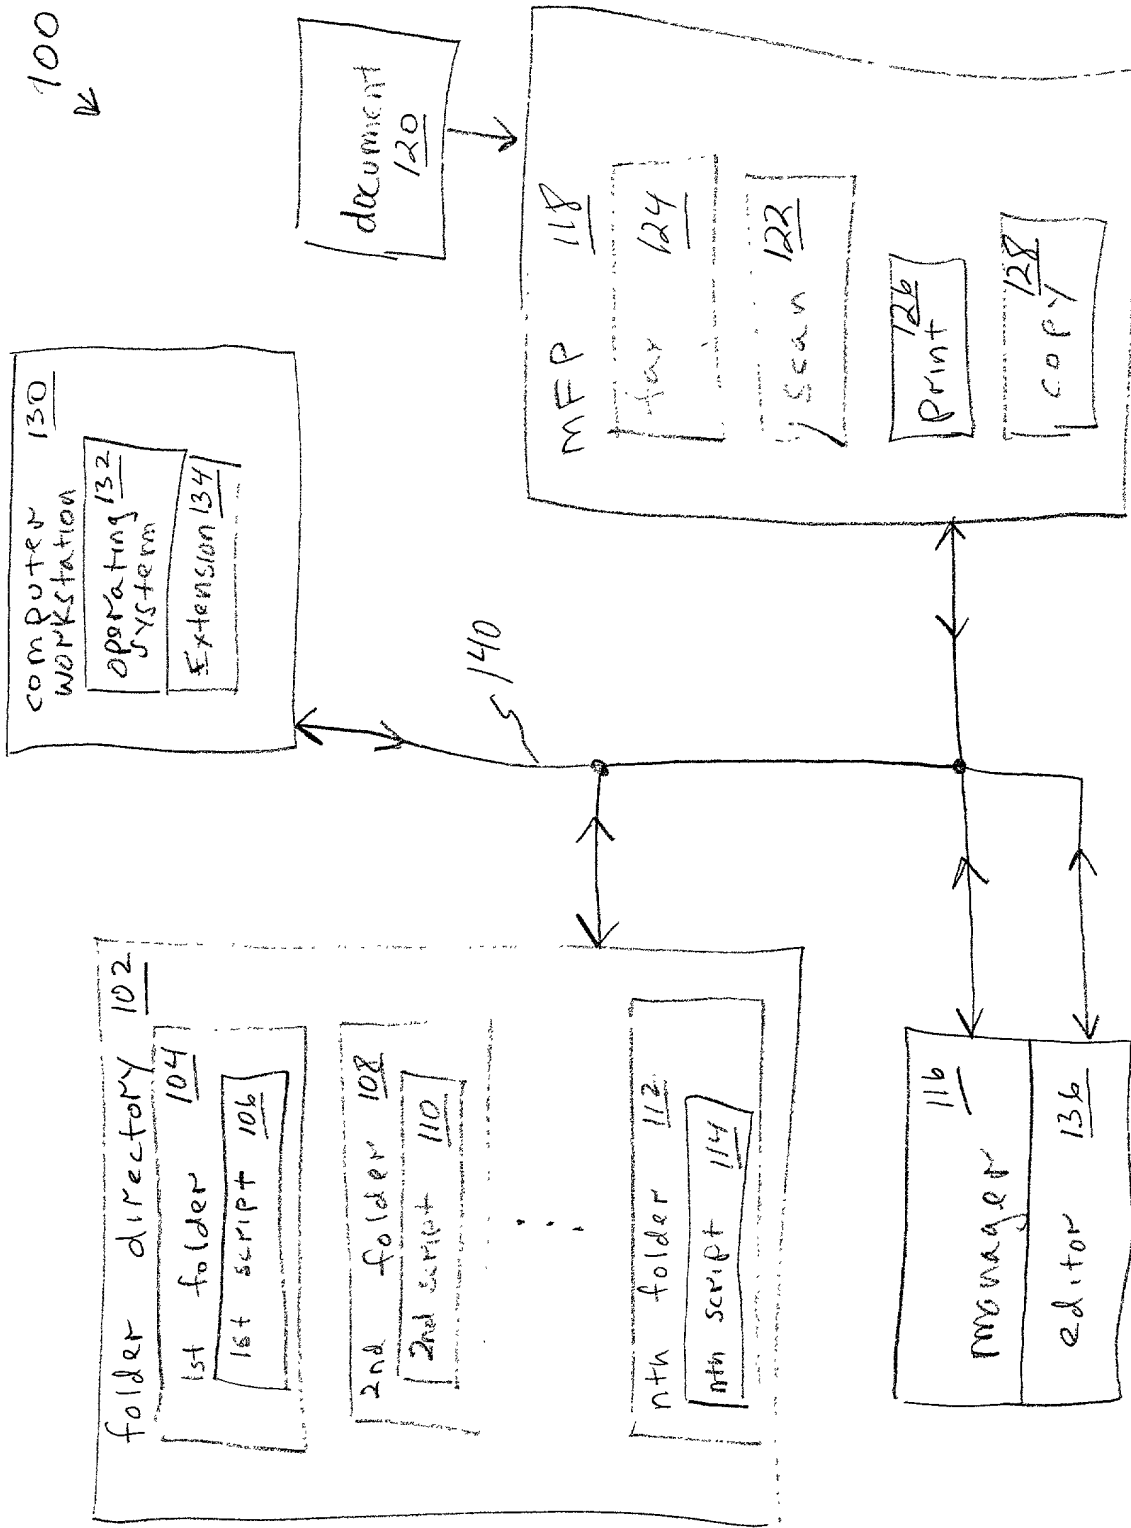 100
folder directory 102
1st folder 104
1st script 106
2nd folder 108
2nd script 110
nth folder 112
nth script 114
manager 116
editor 136
computer 130
workstation
operating 132
system
Extension 134
140
document
120
MFP 118
fax 124
scan 122
126
print
128
copy